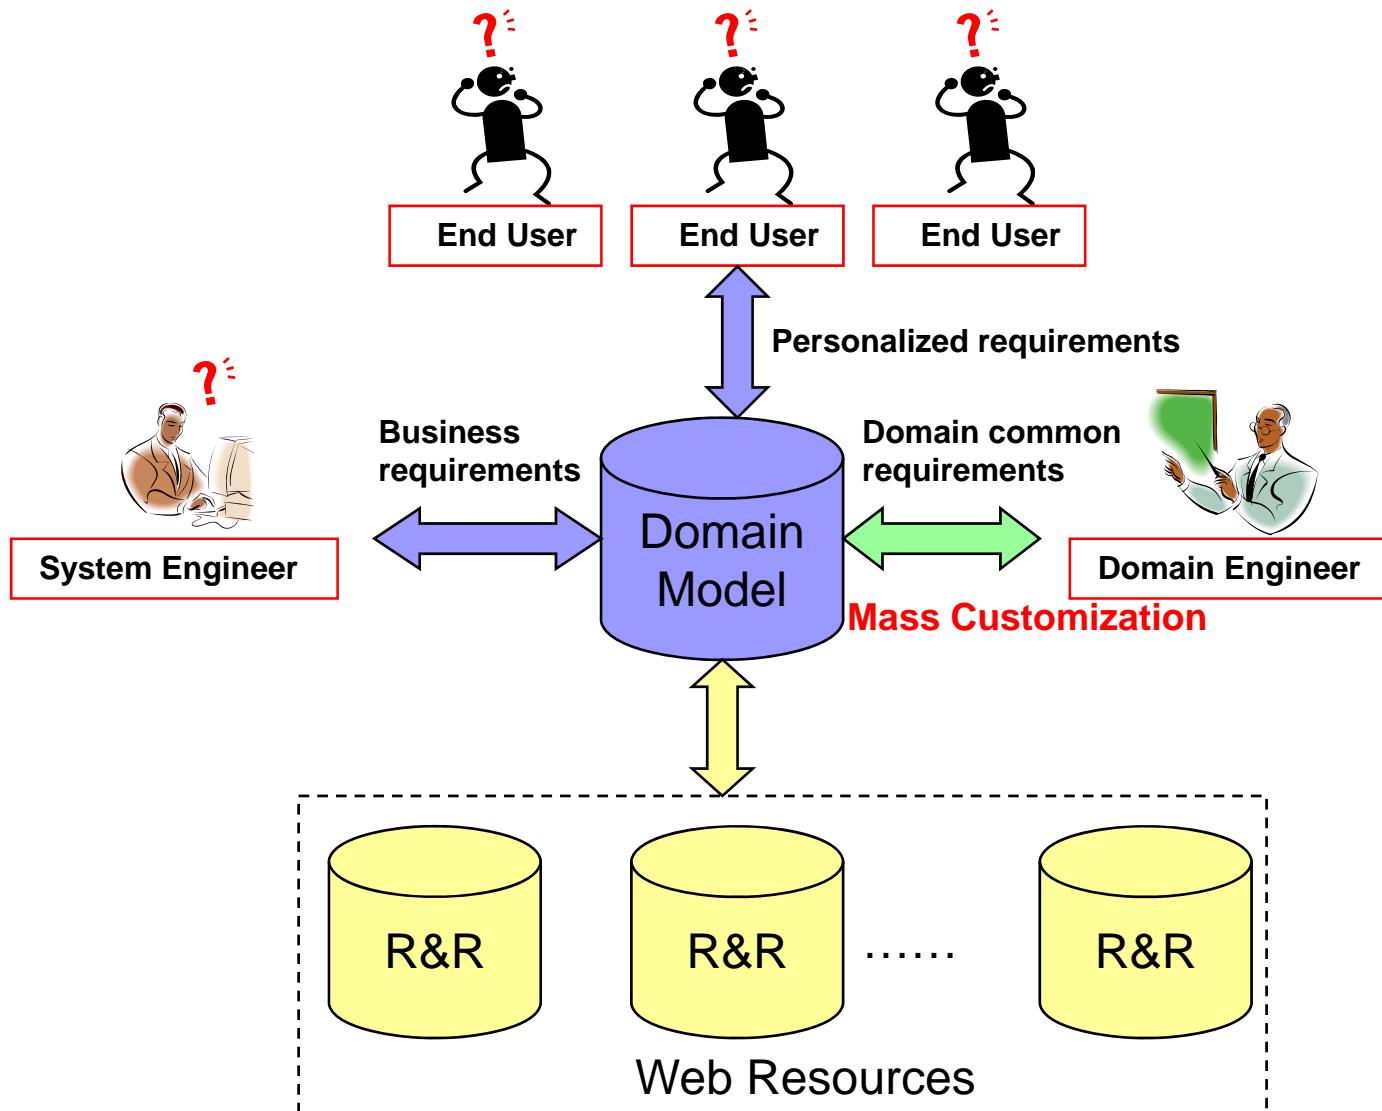 ?
?
?
End User
End User
End User
Personalized requirements
?
Business
requirements
Domain common
requirements
Domain
Model
System Engineer
Domain Engineer
Mass Customization
R&R
R&R
......
R&R
Web Resources